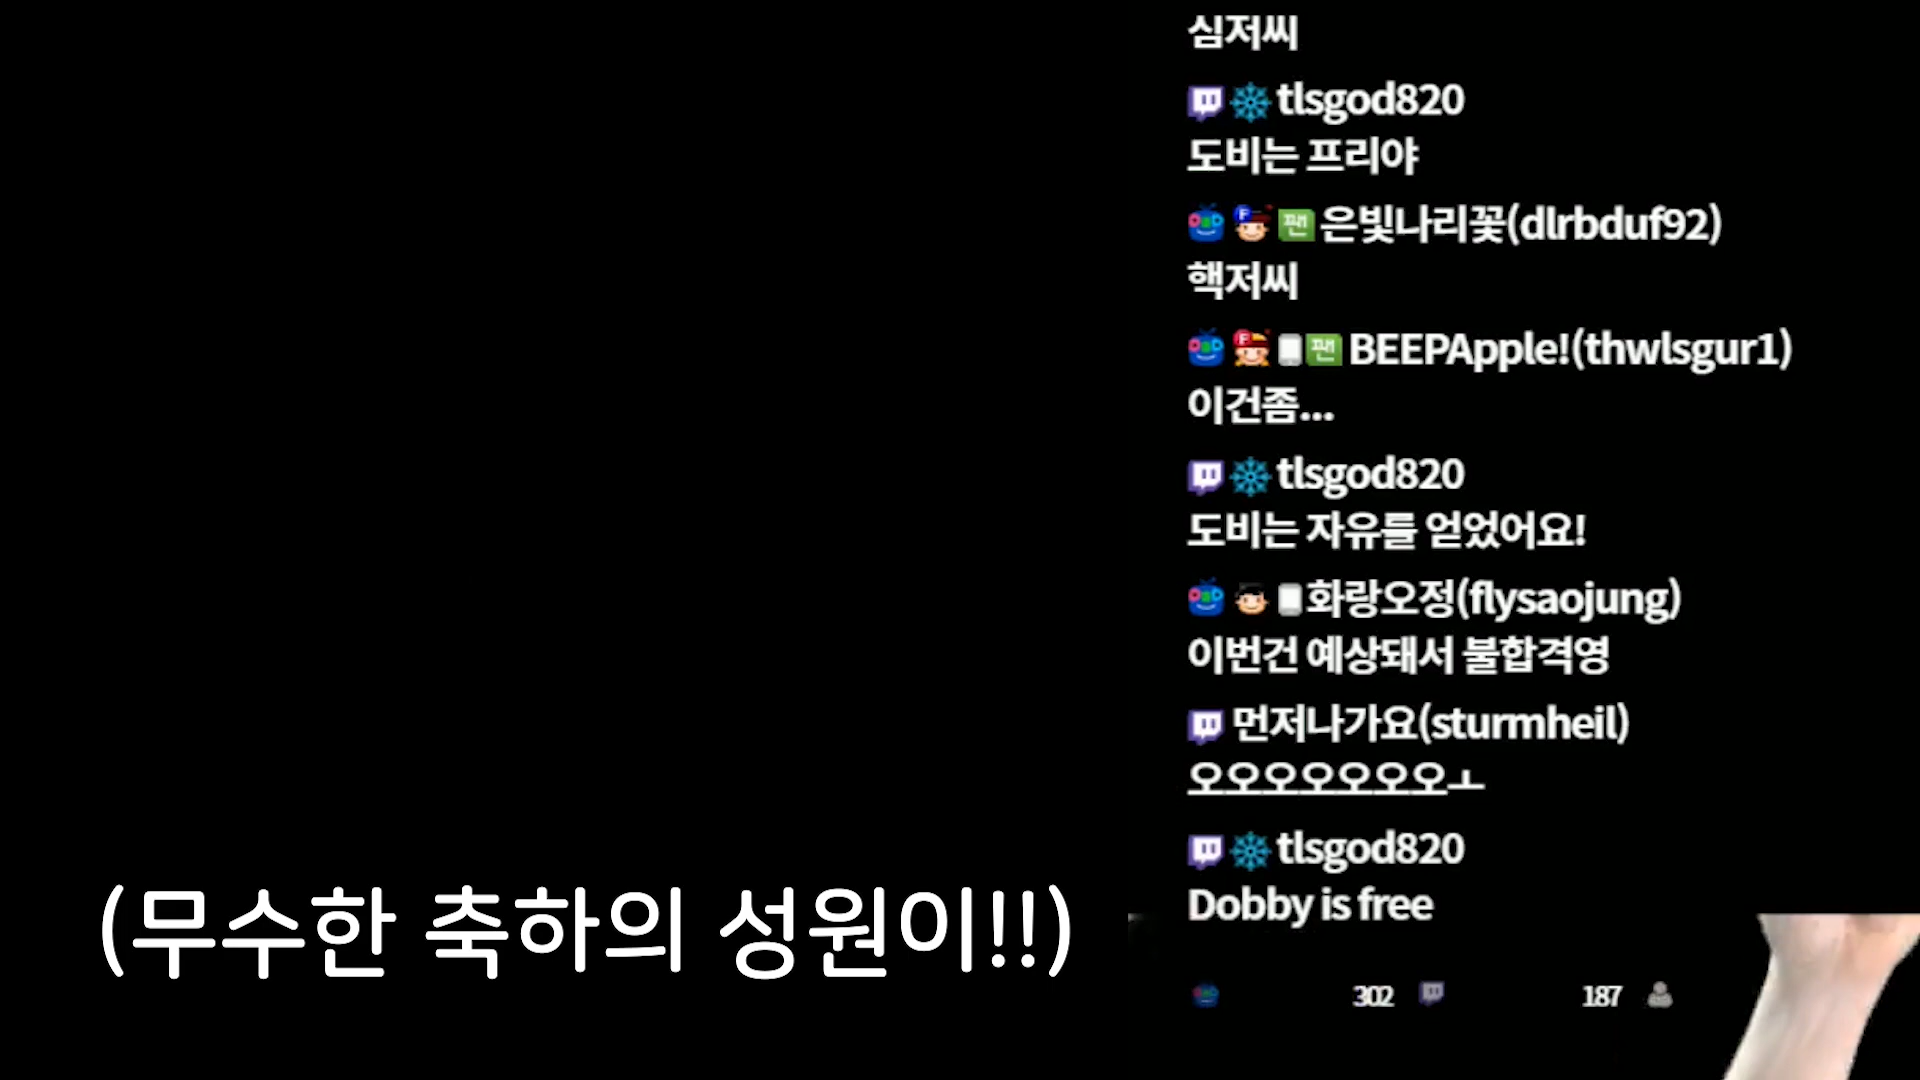 심저씨
tlsgod820
도비는 프리야
팬 은빛나리꽃(dlrbduf92)
핵저씨
팬 BEEPApple!(thwlsgur1)
이건좀...
tlsgod820
도비는 자유를 얻었어요!
화랑오정(flysaojung)
이번건 예상돼서 불합격영
먼저나가요(sturmheil)
오오오오오오오ㅗ
tlsgod820
Dobby is free
(무수한 축하의 성원이!!)
302 187